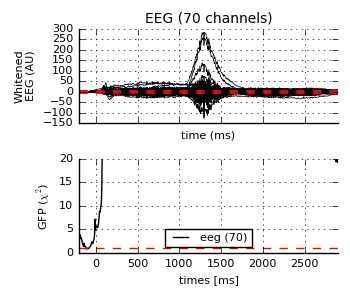 EEG (70 channels)
Whitened
EEG (AU)
300
250
200
150
100
50
0
−50
−100
−150
time (ms)
GFP (χ²)
20
15
10
5
0
eeg (70)
0 500 1000 1500 2000 2500
times [ms]